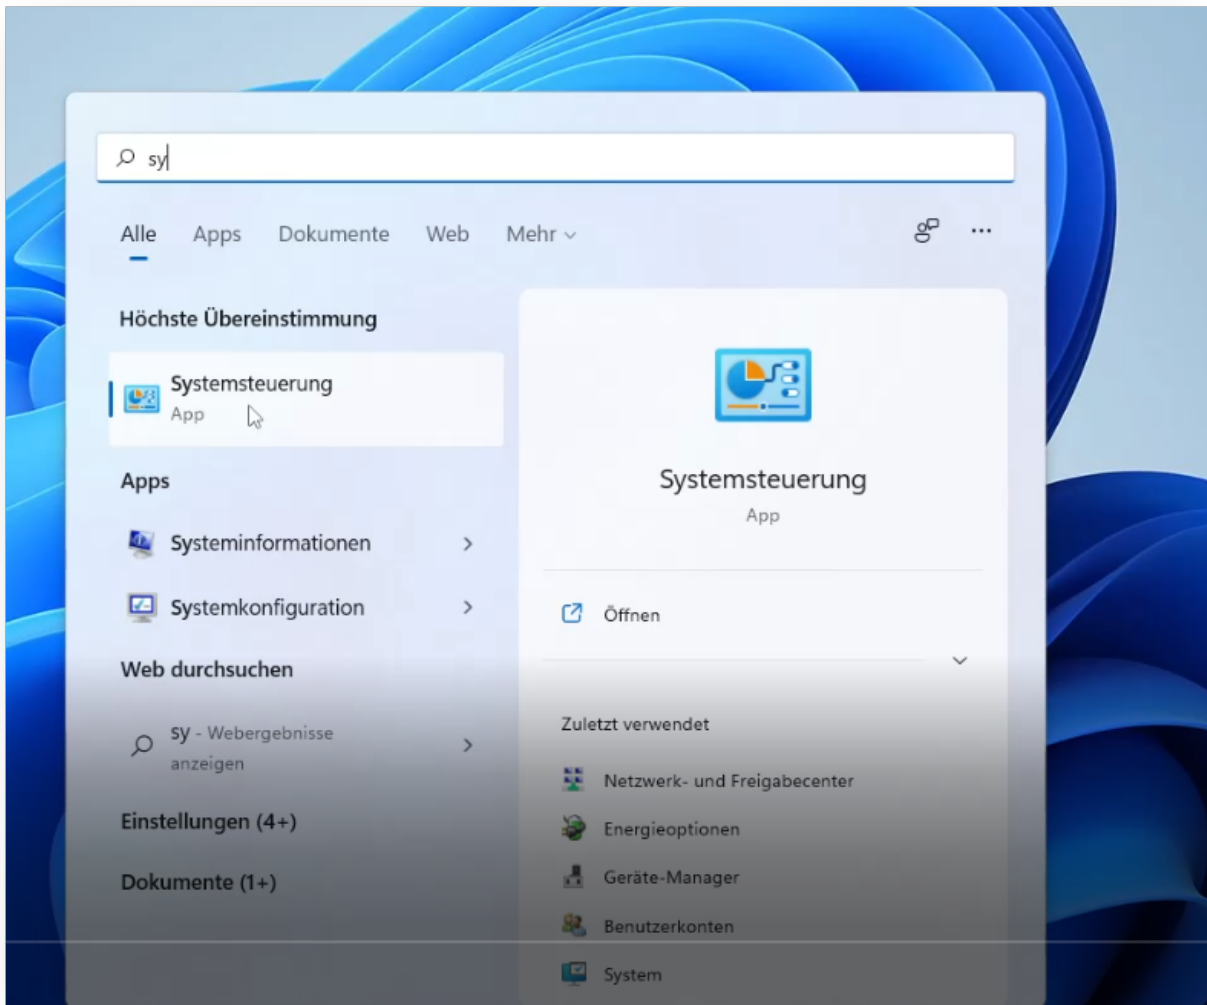 sy
Alle Apps Dokumente Web Mehr
Höchste Übereinstimmung
Systemsteuerung
App
Apps
Systeminformationen
Systemkonfiguration
Web durchsuchen
sy - Webergebnisse
anzeigen
Einstellungen (4+)
Dokumente (1+)
Systemsteuerung
App
Öffnen
Zuletzt verwendet
Netzwerk- und Freigabecenter
Energieoptionen
Geräte-Manager
Benutzerkonten
System